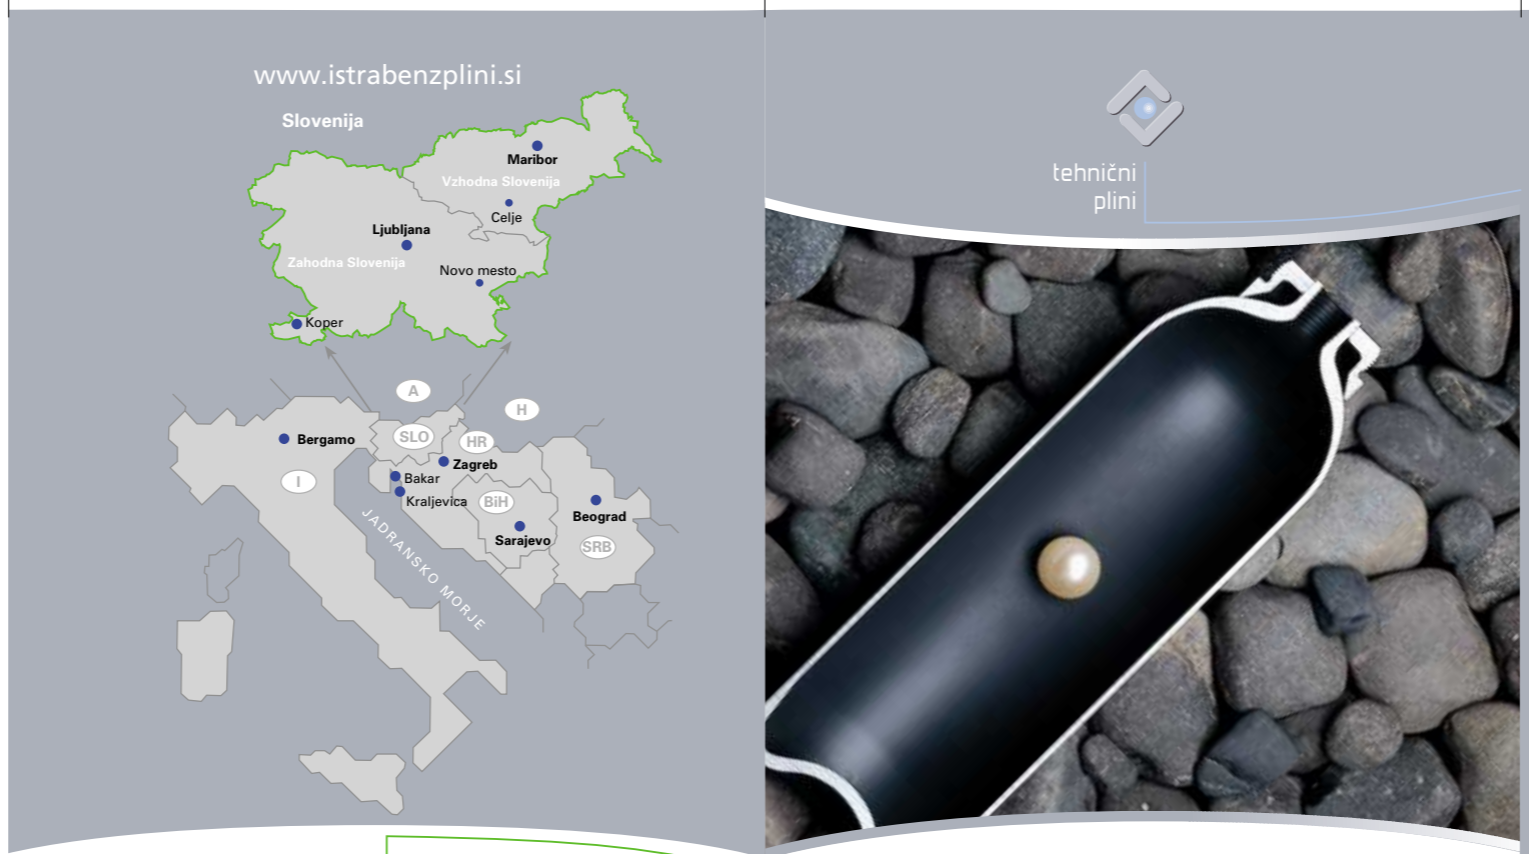 www.istrabenzplini.si
Slovenija
Maribor
Vzhodna Slovenija
Celje
Ljubljana
Zahodna Slovenija
Novo mesto
Koper
A
H
SLO
HR
Bergamo
Zagreb
I
Bakar
Kraljevica
BiH
Beograd
Sarajevo
SRB
JADRANSKO MORJE
tehnični
plini